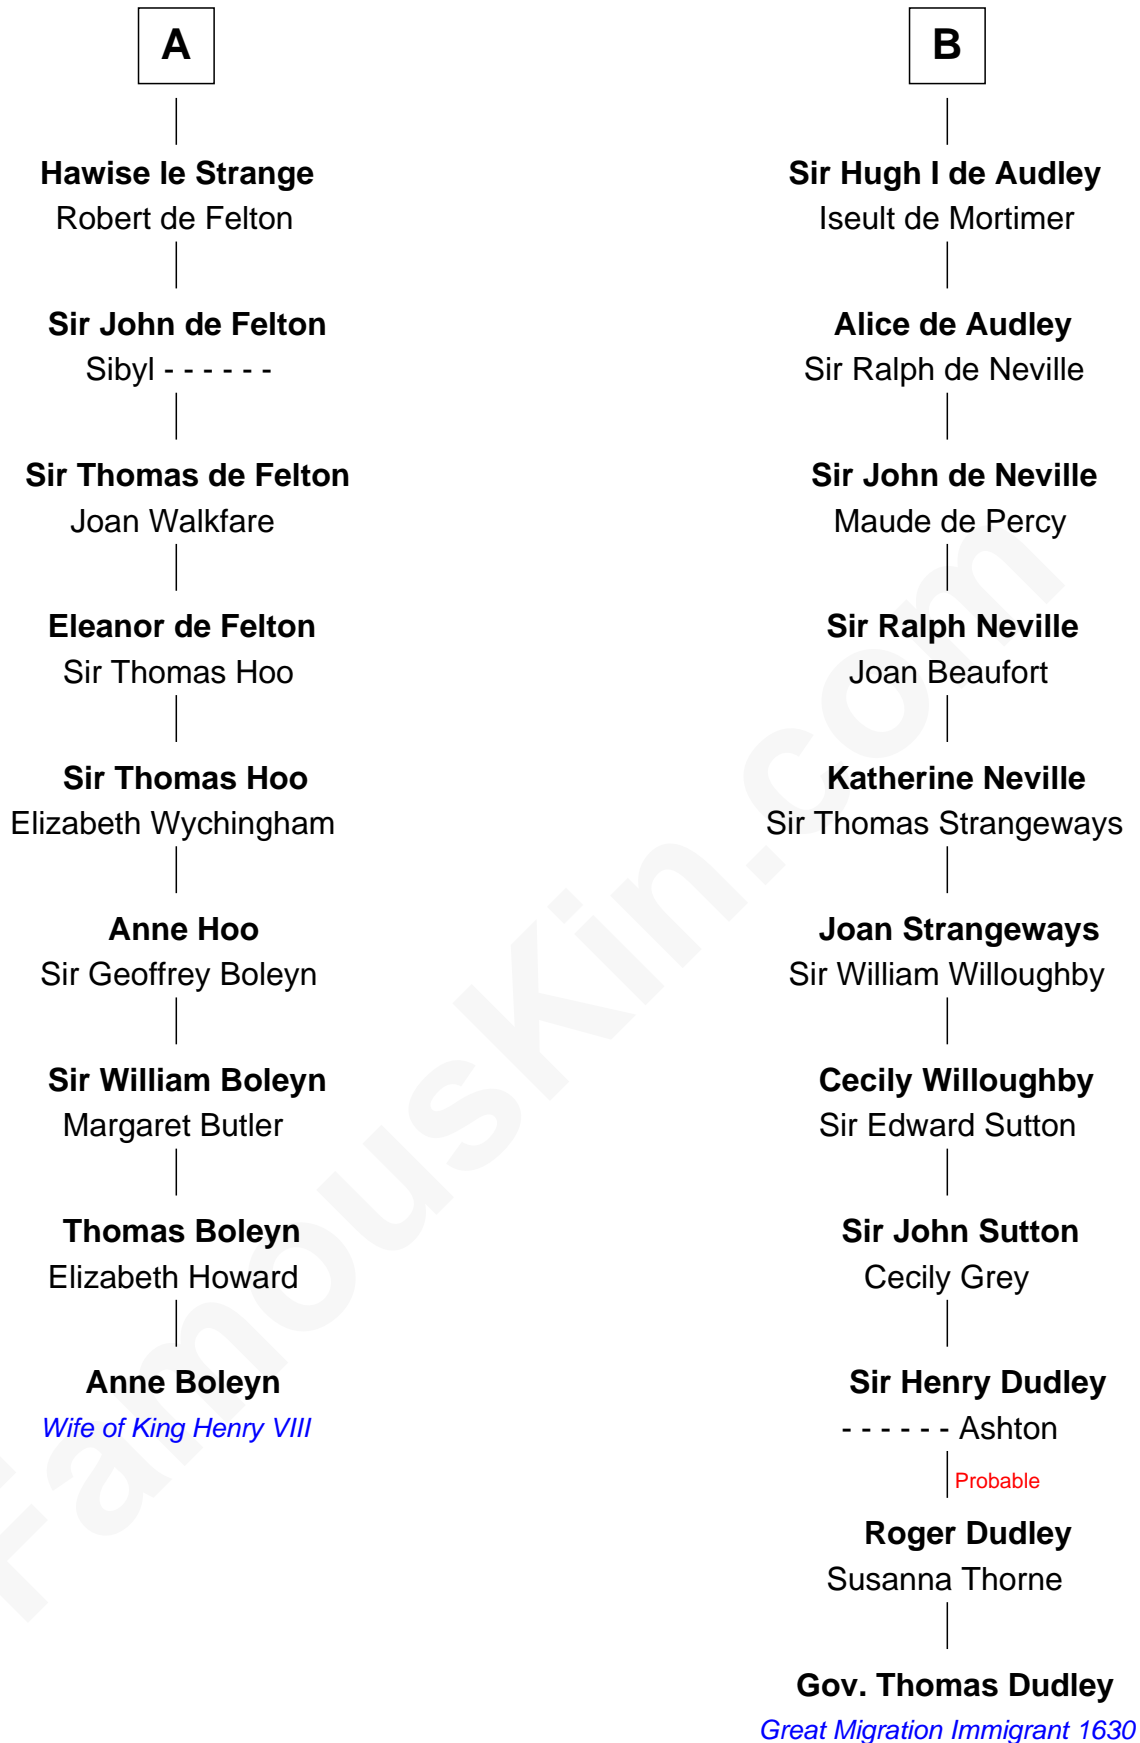 A
Hawise le Strange
Robert de Felton
Sir John de Felton
Sibyl - - - - - -
Sir Thomas de Felton
Joan Walkfare
Eleanor de Felton
Sir Thomas Hoo
Sir Thomas Hoo
Elizabeth Wychingham
Anne Hoo
Sir Geoffrey Boleyn
Sir William Boleyn
Margaret Butler
Thomas Boleyn
Elizabeth Howard
Anne Boleyn
Wife of King Henry VIII
B
Sir Hugh I de Audley
Iseult de Mortimer
Alice de Audley
Sir Ralph de Neville
Sir John de Neville
Maude de Percy
Sir Ralph Neville
Joan Beaufort
Katherine Neville
Sir Thomas Strangeways
Joan Strangeways
Sir William Willoughby
Cecily Willoughby
Sir Edward Sutton
Sir John Sutton
Cecily Grey
Sir Henry Dudley
- - - - - - Ashton
Probable
Roger Dudley
Susanna Thorne
Gov. Thomas Dudley
Great Migration Immigrant 1630
FamousKin.com